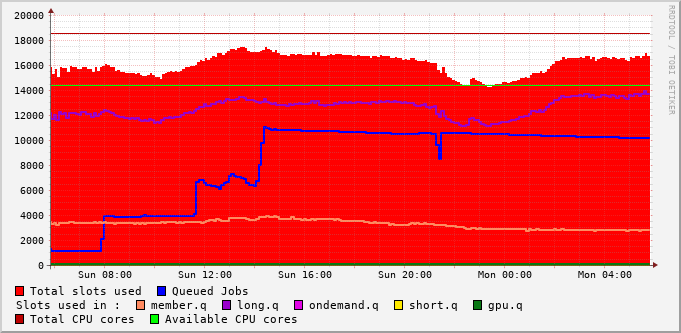 20000
18000
16000
14000
12000
10000
8000
6000
4000
2000
0
Sun 08:00 Sun 12:00 Sun 16:00 Sun 20:00 Mon 00:00 Mon 04:00
RRDTOOL / TOBI OETIKER
Total slots used Queued Jobs
Slots used in : member.q long.q ondemand.q short.q gpu.q
Total CPU cores Available CPU cores